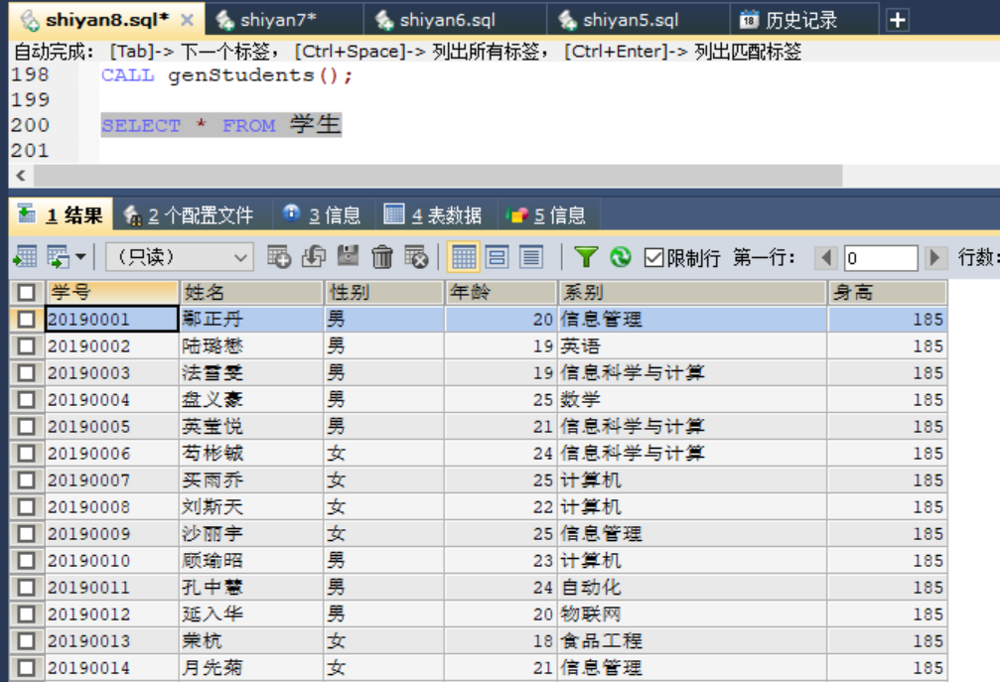 shiyan8.sql* shiyan7* shiyan6.sql shiyan5.sql 18 历史记录
自动完成: [Tab]-> 下一个标签, [Ctrl+Space]-> 列出所有标签, [Ctrl+Enter]-> 列出匹配标签
198 CALL genStudents();
199
200 SELECT * FROM 学生
201
1 结果 2 个配置文件 3 信息 4 表数据 5 信息
(只读) 限制行 第一行: 0 行数:
学号 姓名 性别 年龄 系别 身高
20190001 鄢正丹 男 20 信息管理 185
20190002 陆璐懋 男 19 英语 185
20190003 法雪雯 男 19 信息科学与计算 185
20190004 盘义豪 男 25 数学 185
20190005 英莹悦 男 21 信息科学与计算 185
20190006 苟彬铖 女 24 信息科学与计算 185
20190007 买雨乔 女 25 计算机 185
20190008 刘斯天 女 22 计算机 185
20190009 沙丽宇 女 25 信息管理 185
20190010 顾瑜昭 男 23 计算机 185
20190011 孔中慧 男 24 自动化 185
20190012 延入华 男 20 物联网 185
20190013 荣杭 女 18 食品工程 185
20190014 月先菊 女 21 信息管理 185